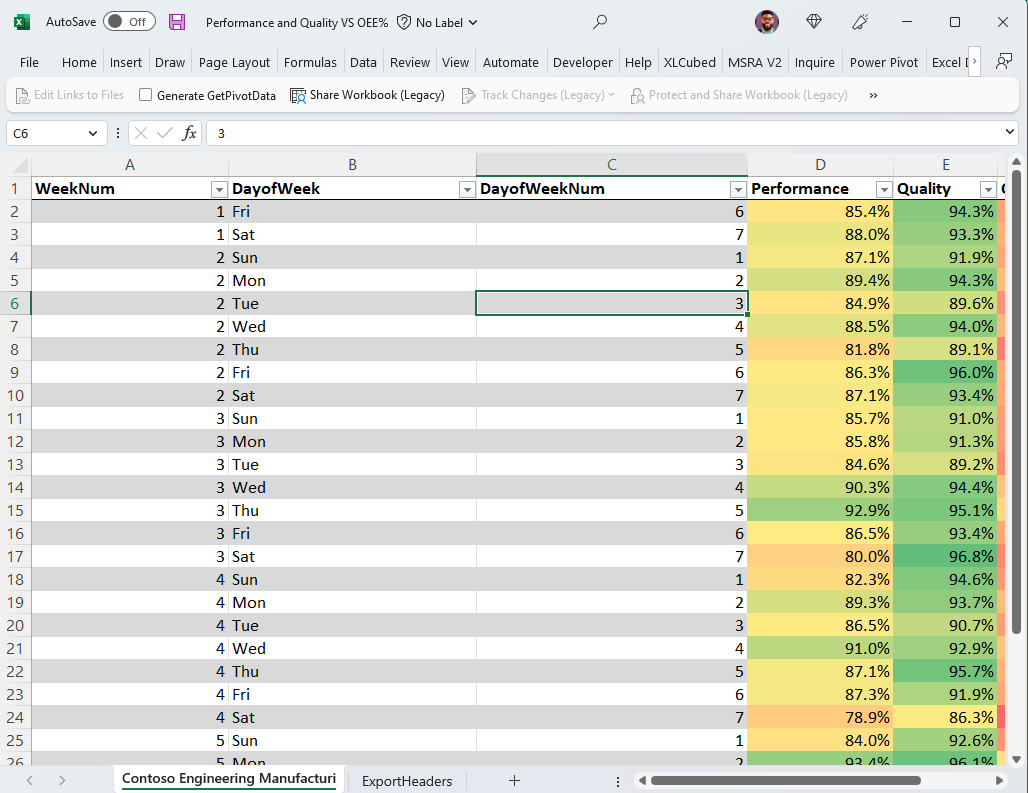 AutoSave Off Performance and Quality VS OEE% No Label
File Home Insert Draw Page Layout Formulas Data Review View Automate Developer Help XLCubed MSRA V2 Inquire Power Pivot Excel
Edit Links to Files Generate GetPivotData Share Workbook (Legacy) Track Changes (Legacy) Protect and Share Workbook (Legacy) »
C6 fx 3
A B C D E
1 WeekNum DayofWeek DayofWeekNum Performance Quality
2 1 Fri 6 85.4% 94.3%
3 1 Sat 7 88.0% 93.3%
4 2 Sun 1 87.1% 91.9%
5 2 Mon 2 89.4% 94.3%
6 2 Tue 3 84.9% 89.6%
7 2 Wed 4 88.5% 94.0%
8 2 Thu 5 81.8% 89.1%
9 2 Fri 6 86.3% 96.0%
10 2 Sat 7 87.1% 93.4%
11 3 Sun 1 85.7% 91.0%
12 3 Mon 2 85.8% 91.3%
13 3 Tue 3 84.6% 89.2%
14 3 Wed 4 90.3% 94.4%
15 3 Thu 5 92.9% 95.1%
16 3 Fri 6 86.5% 93.4%
17 3 Sat 7 80.0% 96.8%
18 4 Sun 1 82.3% 94.6%
19 4 Mon 2 89.3% 93.7%
20 4 Tue 3 86.5% 90.7%
21 4 Wed 4 91.0% 92.9%
22 4 Thu 5 87.1% 95.7%
23 4 Fri 6 87.3% 91.9%
24 4 Sat 7 78.9% 86.3%
25 5 Sun 1 84.0% 92.6%
26 5 Mon 2 93.4% 96.1%
Contoso Engineering Manufacturi ExportHeaders +